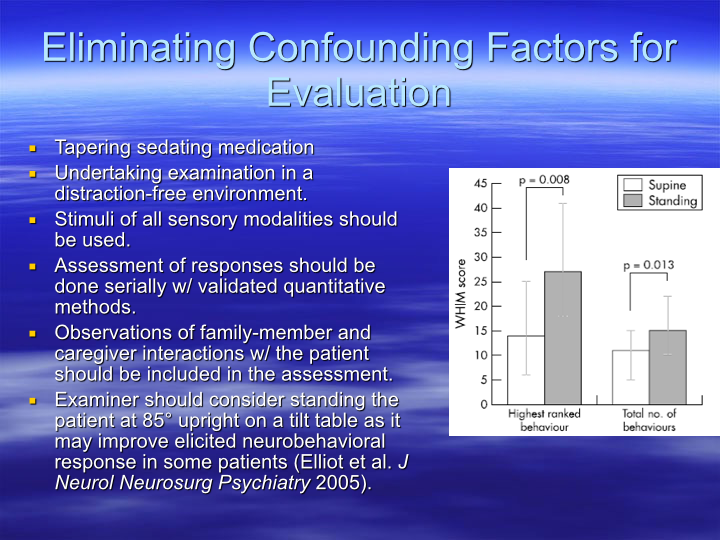 Eliminating Confounding Factors for
Evaluation
Tapering sedating medication
Undertaking examination in a
distraction-free environment.
Stimuli of all sensory modalities should
be used.
Assessment of responses should be
done serially w/ validated quantitative
methods.
Observations of family-member and
caregiver interactions w/ the patient
should be included in the assessment.
Examiner should consider standing the
patient at 85° upright on a tilt table as it
may improve elicited neurobehavioral
response in some patients (Elliot et al. J
Neurol Neurosurg Psychiatry 2005).
p = 0.008
Supine
Standing
p = 0.013
WHIM score
45
40
35
30
25
20
15
10
5
0
Highest ranked
behaviour
Total no. of
behaviours